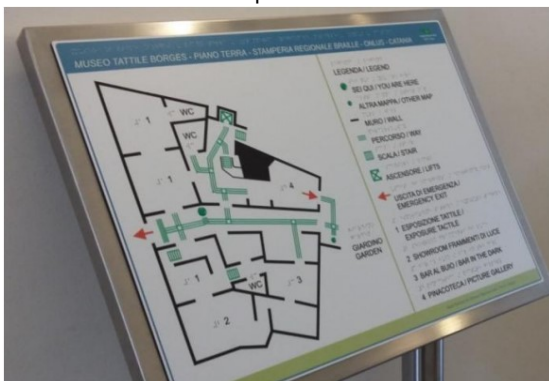 MUSEO TATTILE BORGES - PIANO TERRA - STAMPERIA REGIONALE BRAILLE - ONLUS - CATANIA
LEGENDA / LEGEND
SEI QUI / YOU ARE HERE
ALTRA MAPPA / OTHER MAP
MURO / WALL
PERCORSO / WAY
SCALA / STAIR
ASCENSORE / LIFTS
USCITA DI EMERGENZA /
EMERGENCY EXIT
1 ESPOSIZIONE TATTILE /
EXPOSURE TACTILE
2 SHOWROOM FRAMMENTI DI LUCE
3 BAR AL BUIO / BAR IN THE DARK
4 PINACOTECA / PICTURE GALLERY
1
WC
WC
1
4
GIARDINO
GARDEN
1
WC
3
2